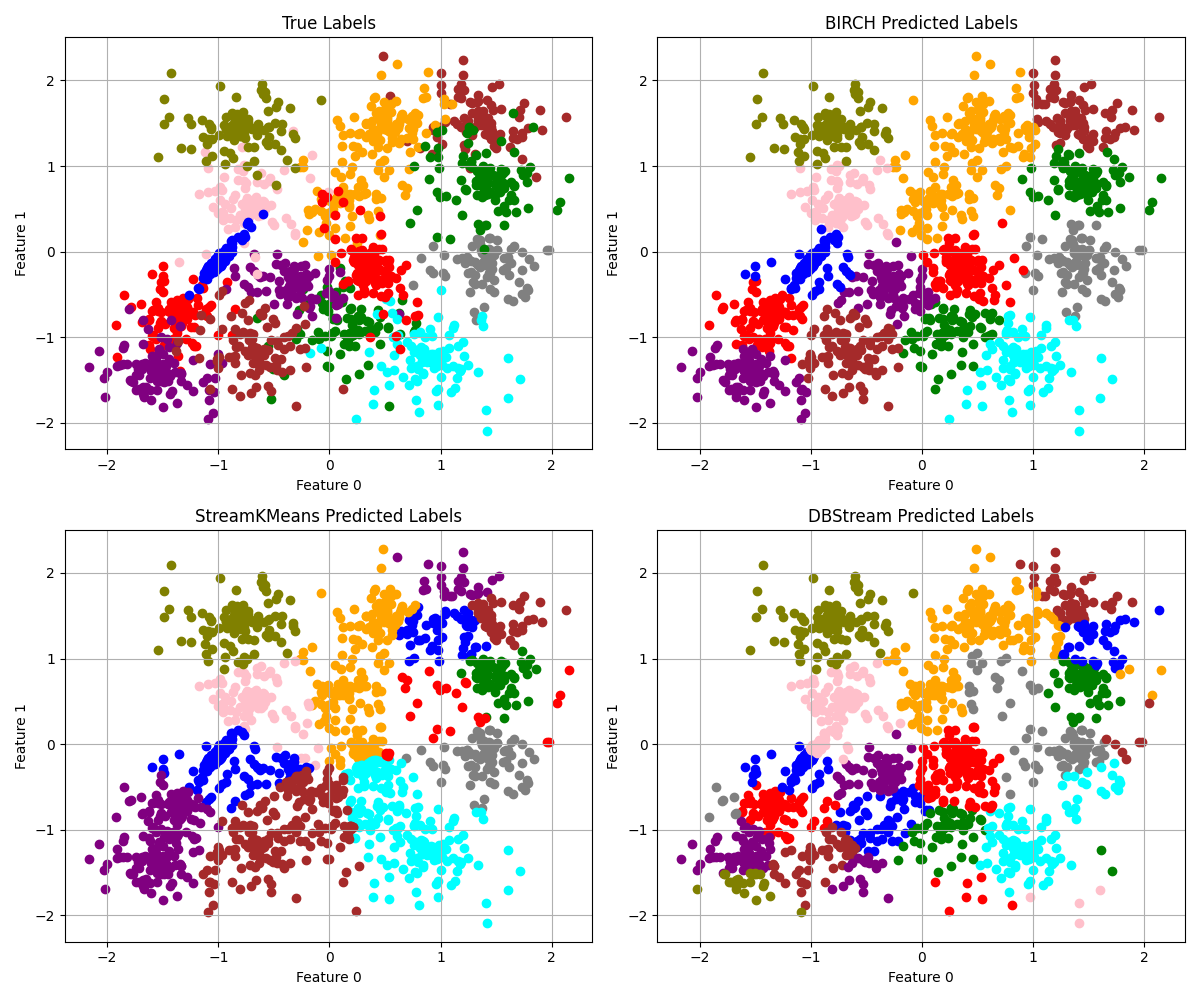 True Labels
Feature 1
2
1
0
−1
−2
−2 −1 0 1 2
Feature 0
BIRCH Predicted Labels
Feature 1
2
1
0
−1
−2
−2 −1 0 1 2
Feature 0
StreamKMeans Predicted Labels
Feature 1
2
1
0
−1
−2
−2 −1 0 1 2
Feature 0
DBStream Predicted Labels
Feature 1
2
1
0
−1
−2
−2 −1 0 1 2
Feature 0